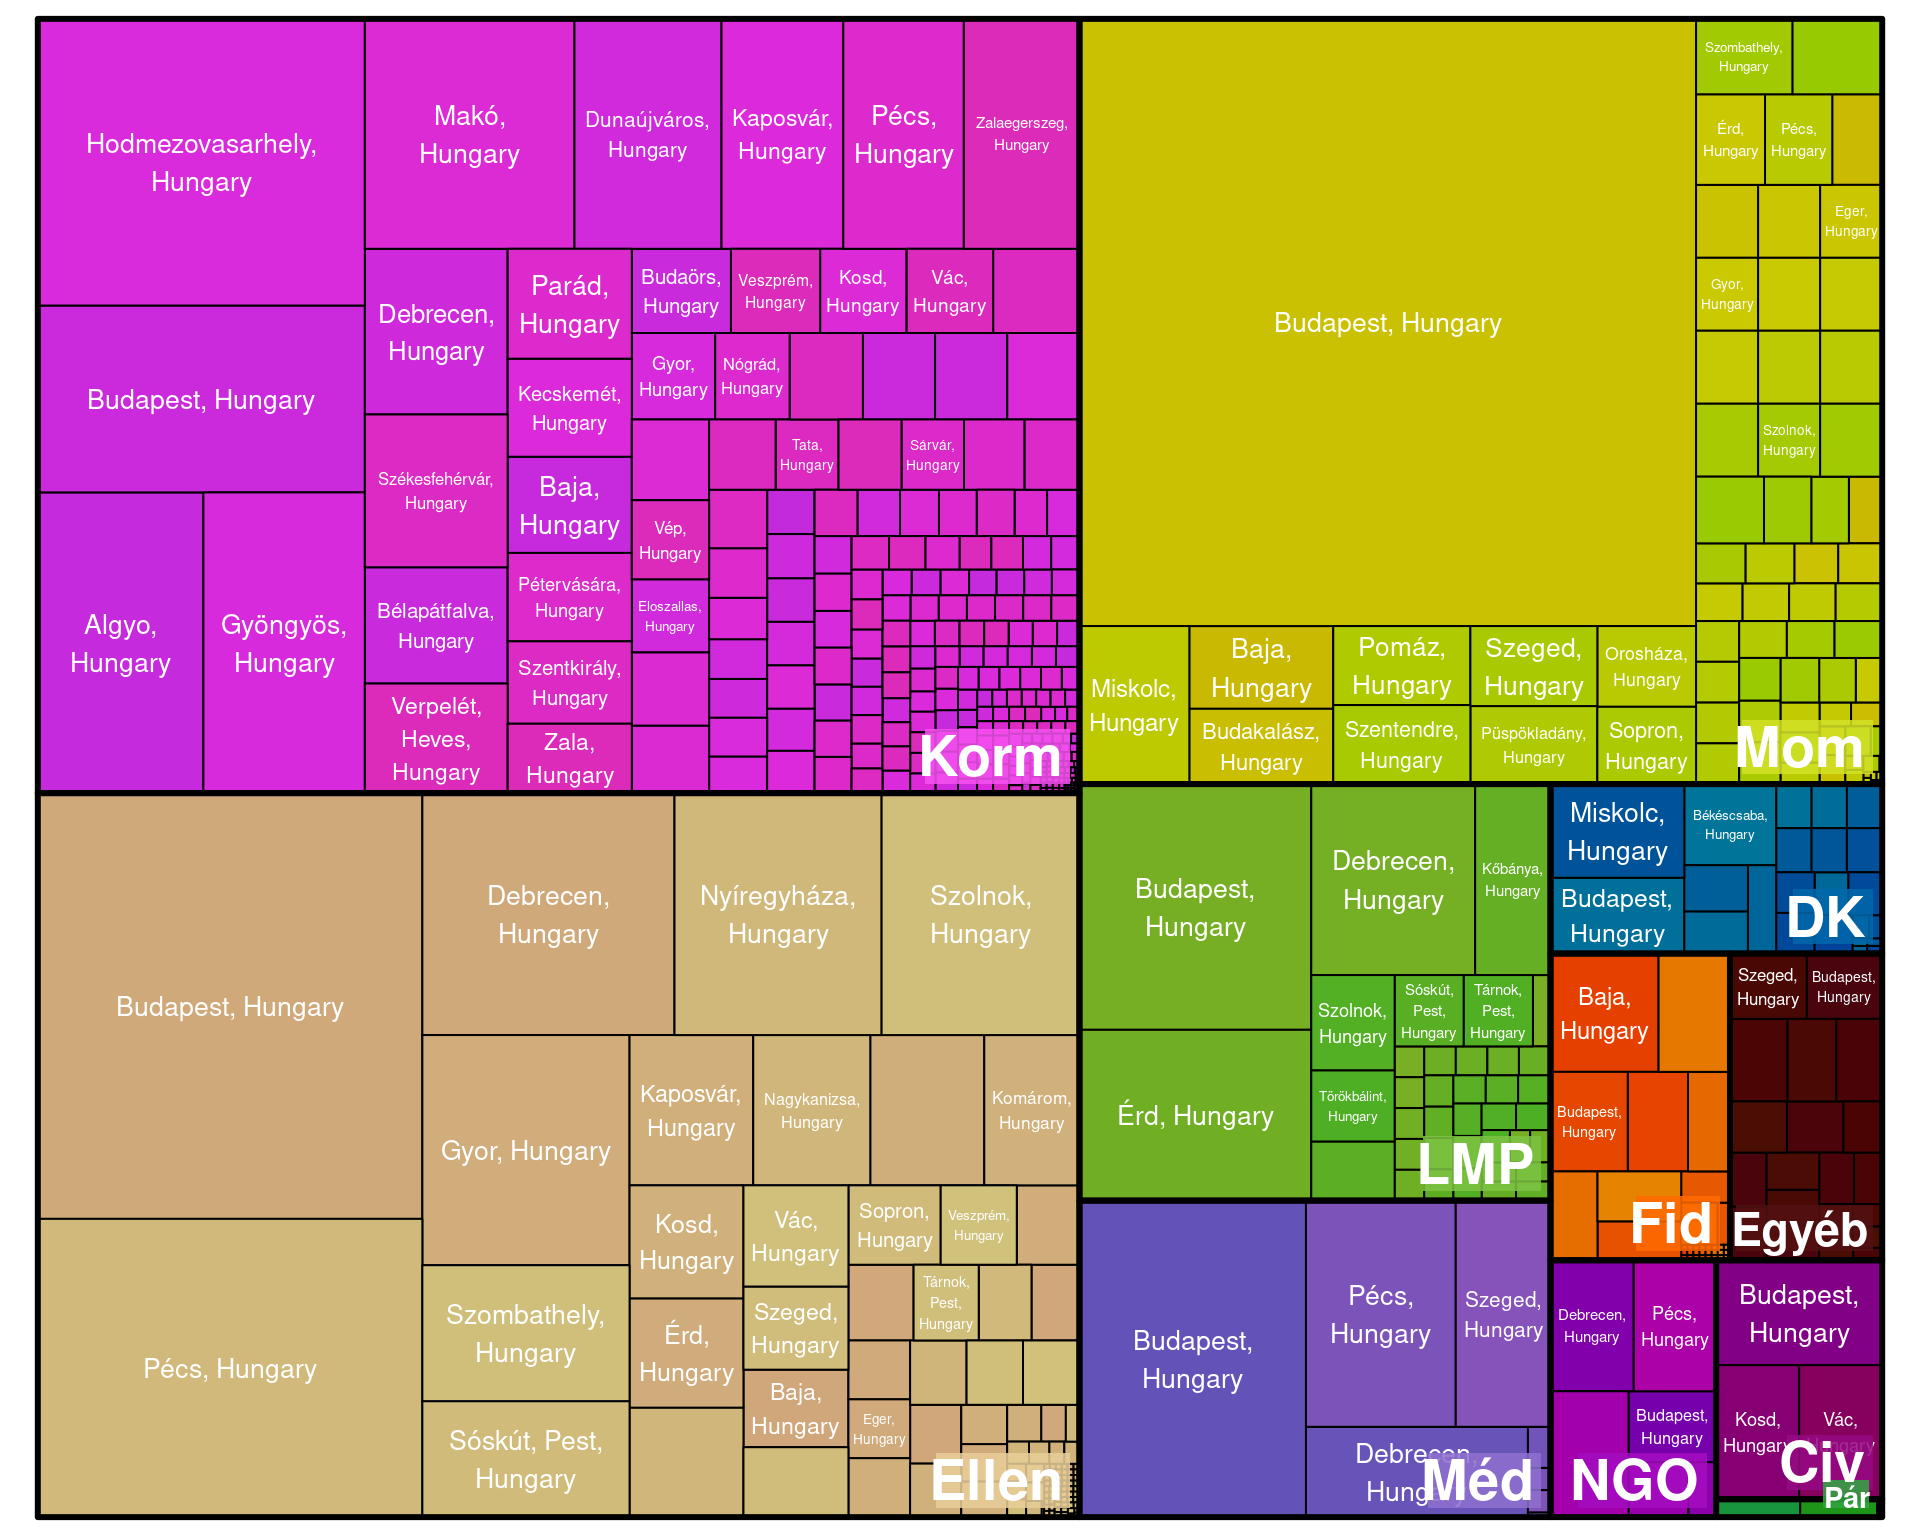 Hodmezovasarhely,
Hungary
Budapest, Hungary
Algyo,
Hungary
Gyöngyös,
Hungary
Makó,
Hungary
Dunaújváros,
Hungary
Kaposvár,
Hungary
Pécs,
Hungary
Zalaegerszeg,
Hungary
Debrecen,
Hungary
Székesfehérvár,
Hungary
Bélapátfalva,
Hungary
Verpelét,
Heves,
Hungary
Parád,
Hungary
Kecskemét,
Hungary
Baja,
Hungary
Pétervására,
Hungary
Szentkirály,
Hungary
Zala,
Hungary
Budaörs,
Hungary
Veszprém,
Hungary
Kosd,
Hungary
Vác,
Hungary
Gyor,
Hungary
Nógrád,
Hungary
Tata,
Hungary
Sárvár,
Hungary
Vép,
Hungary
Eloszallas,
Hungary
Korm
Budapest, Hungary
Miskolc,
Hungary
Baja,
Hungary
Budakalász,
Hungary
Pomáz,
Hungary
Szentendre,
Hungary
Szeged,
Hungary
Püspökladány,
Hungary
Orosháza,
Hungary
Sopron,
Hungary
Szombathely,
Hungary
Érd,
Hungary
Pécs,
Hungary
Eger,
Hungary
Gyor,
Hungary
Szolnok,
Hungary
Mom
Budapest, Hungary
Pécs, Hungary
Debrecen,
Hungary
Nyíregyháza,
Hungary
Szolnok,
Hungary
Gyor, Hungary
Szombathely,
Hungary
Sóskút, Pest,
Hungary
Kaposvár,
Hungary
Nagykanizsa,
Hungary
Komárom,
Hungary
Kosd,
Hungary
Érd,
Hungary
Vác,
Hungary
Szeged,
Hungary
Baja,
Hungary
Sopron,
Hungary
Veszprém,
Hungary
Tárnok,
Pest,
Hungary
Eger,
Hungary
Ellen
Budapest,
Hungary
Érd, Hungary
Debrecen,
Hungary
Kőbánya,
Hungary
Szolnok,
Hungary
Törökbálint,
Hungary
Sóskút,
Pest,
Hungary
Tárnok,
Pest,
Hungary
LMP
Budapest,
Hungary
Pécs,
Hungary
Szeged,
Hungary
Debrecen,
Hungary
Méd
Miskolc,
Hungary
Budapest,
Hungary
Békéscsaba,
Hungary
DK
Baja,
Hungary
Budapest,
Hungary
Fid
Szeged,
Hungary
Budapest,
Hungary
Egyéb
Debrecen,
Hungary
Pécs,
Hungary
Budapest,
Hungary
NGO
Budapest,
Hungary
Kosd,
Hungary
Vác,
Hungary
Civ
Pár